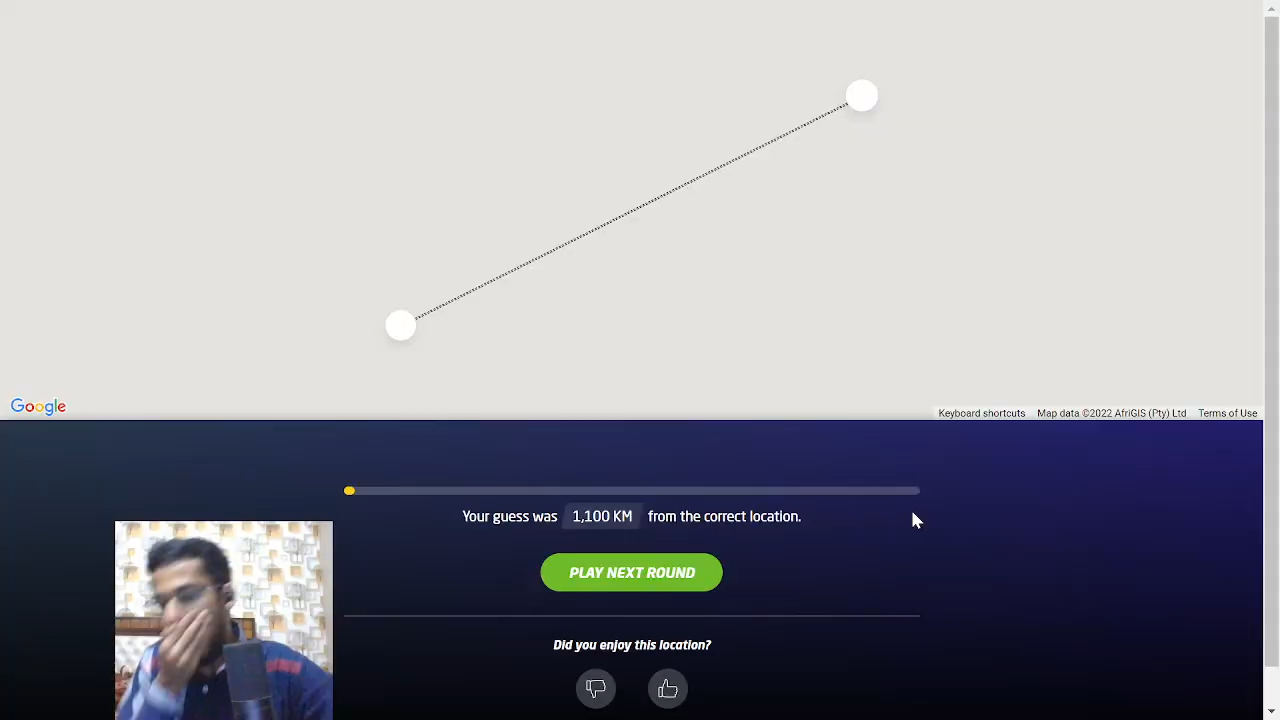 Google
Keyboard shortcuts Map data ©2022 AfriGIS (Pty) Ltd Terms of Use
Your guess was 1,100 KM from the correct location.
PLAY NEXT ROUND
Did you enjoy this location?